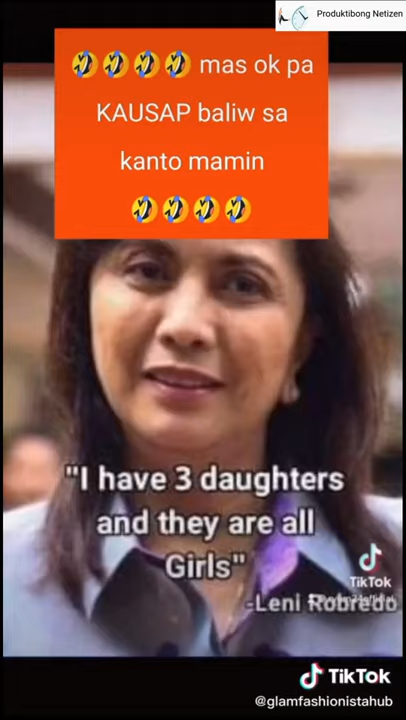 Produktibong Netizen
🤣🤣🤣🤣 mas ok pa
KAUSAP baliw sa
kanto mamin
🤣🤣🤣🤣
"I have 3 daughters
and they are all
Girls"
TikTok
-Leni Robredo
TikTok
@glamfashionistahub